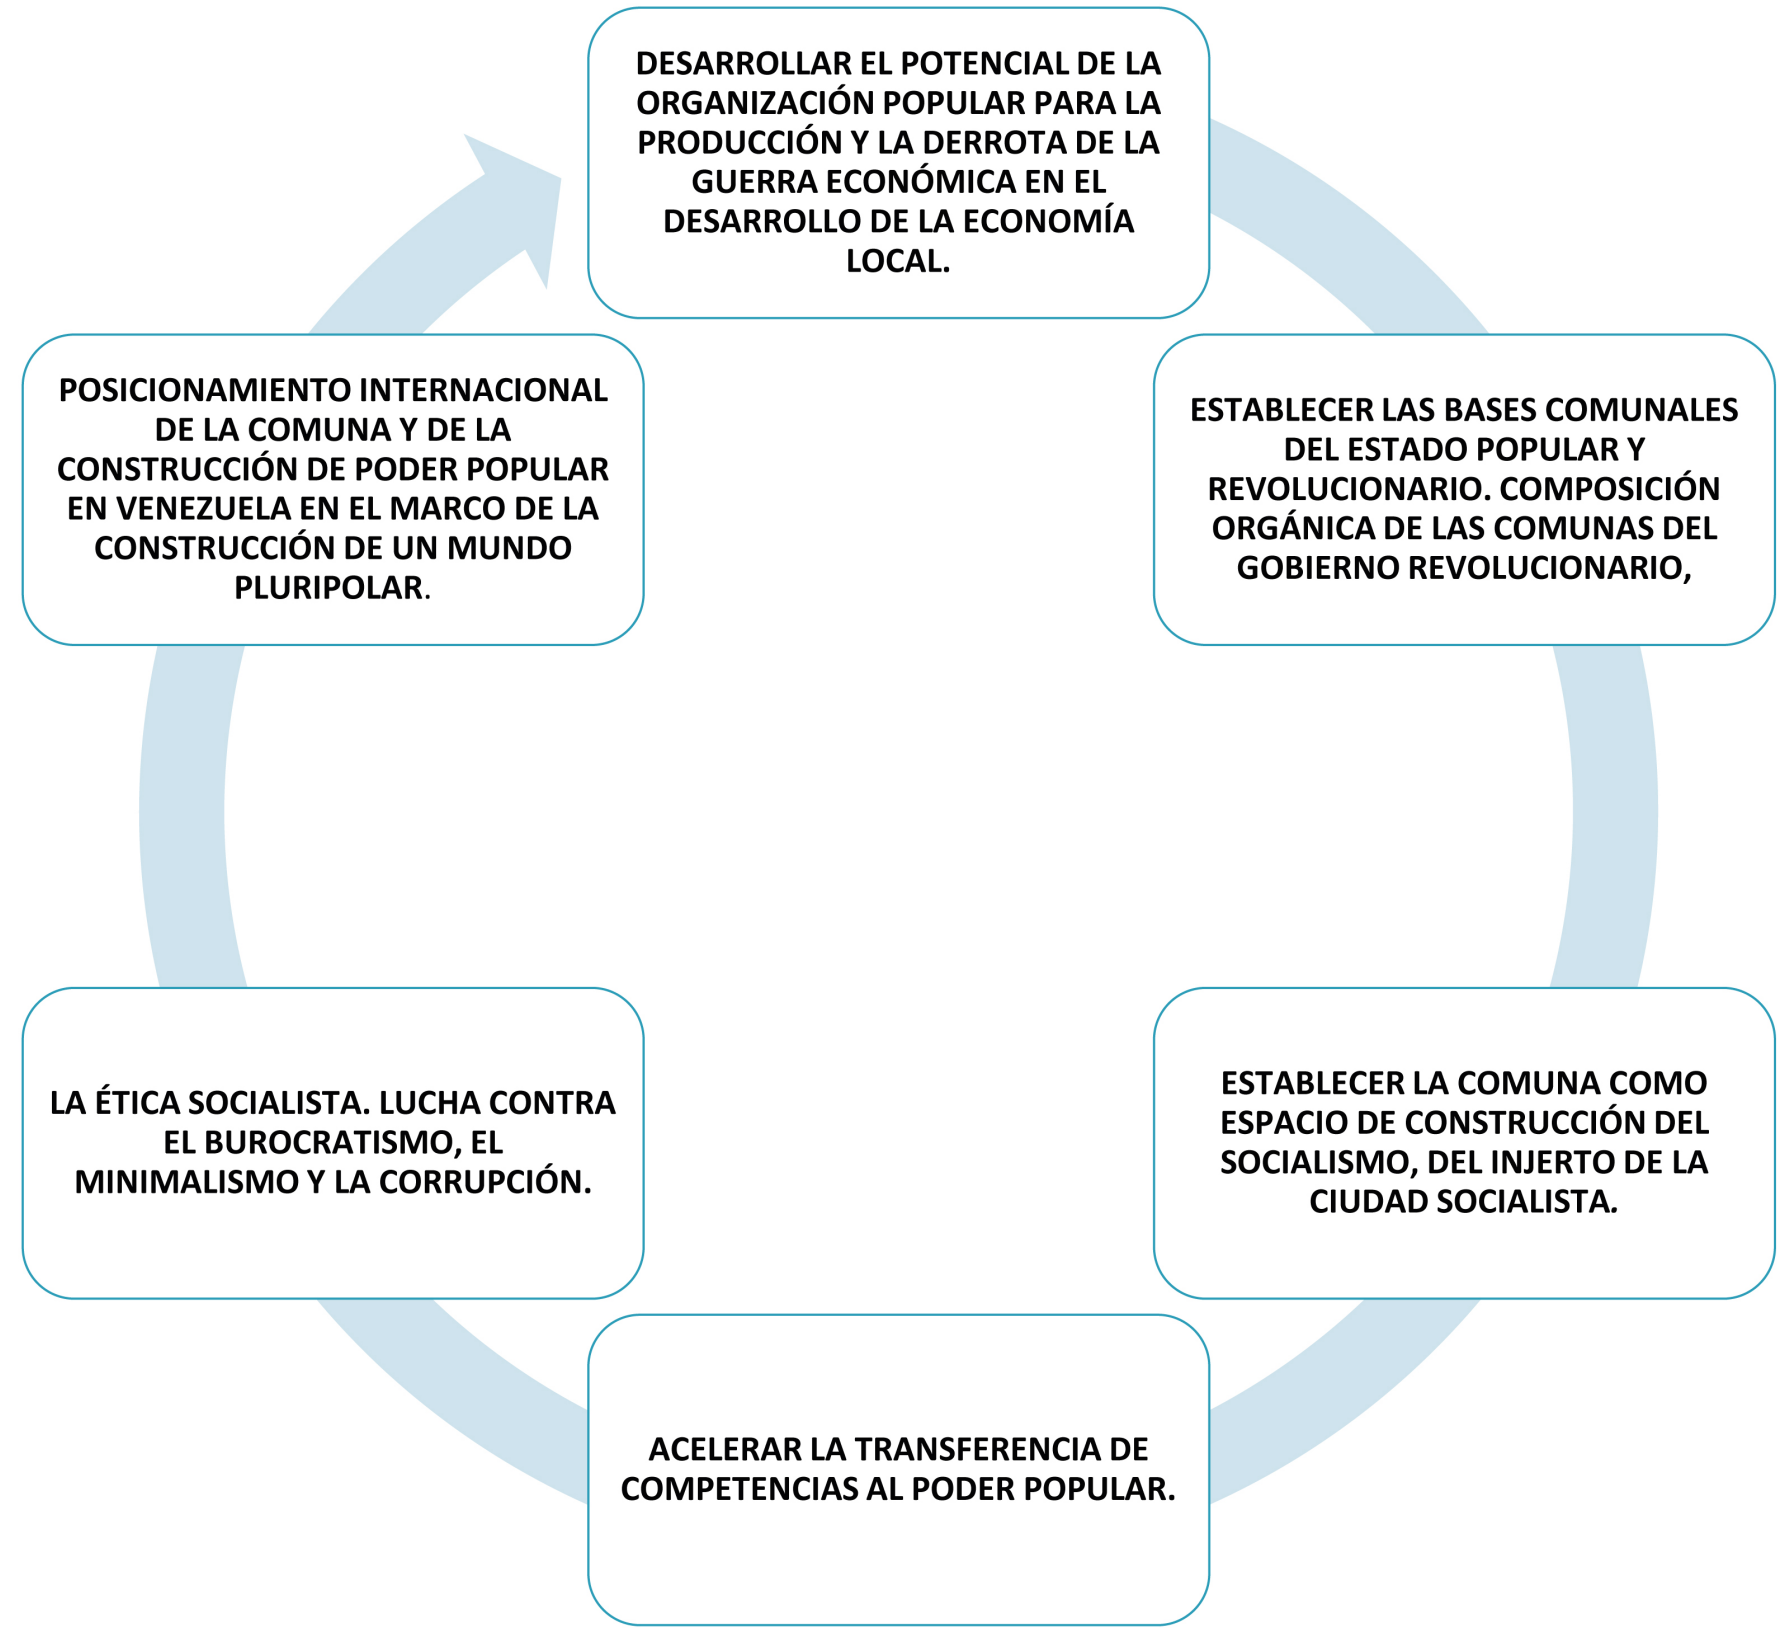 DESARROLLAR EL POTENCIAL DE LA
ORGANIZACIÓN POPULAR PARA LA
PRODUCCIÓN Y LA DERROTA DE LA
GUERRA ECONÓMICA EN EL
DESARROLLO DE LA ECONOMÍA
LOCAL.
ESTABLECER LAS BASES COMUNALES
DEL ESTADO POPULAR Y
REVOLUCIONARIO. COMPOSICIÓN
ORGÁNICA DE LAS COMUNAS DEL
GOBIERNO REVOLUCIONARIO,
ESTABLECER LA COMUNA COMO
ESPACIO DE CONSTRUCCIÓN DEL
SOCIALISMO, DEL INJERTO DE LA
CIUDAD SOCIALISTA.
ACELERAR LA TRANSFERENCIA DE
COMPETENCIAS AL PODER POPULAR.
LA ÉTICA SOCIALISTA. LUCHA CONTRA
EL BUROCRATISMO, EL
MINIMALISMO Y LA CORRUPCIÓN.
POSICIONAMIENTO INTERNACIONAL
DE LA COMUNA Y DE LA
CONSTRUCCIÓN DE PODER POPULAR
EN VENEZUELA EN EL MARCO DE LA
CONSTRUCCIÓN DE UN MUNDO
PLURIPOLAR.